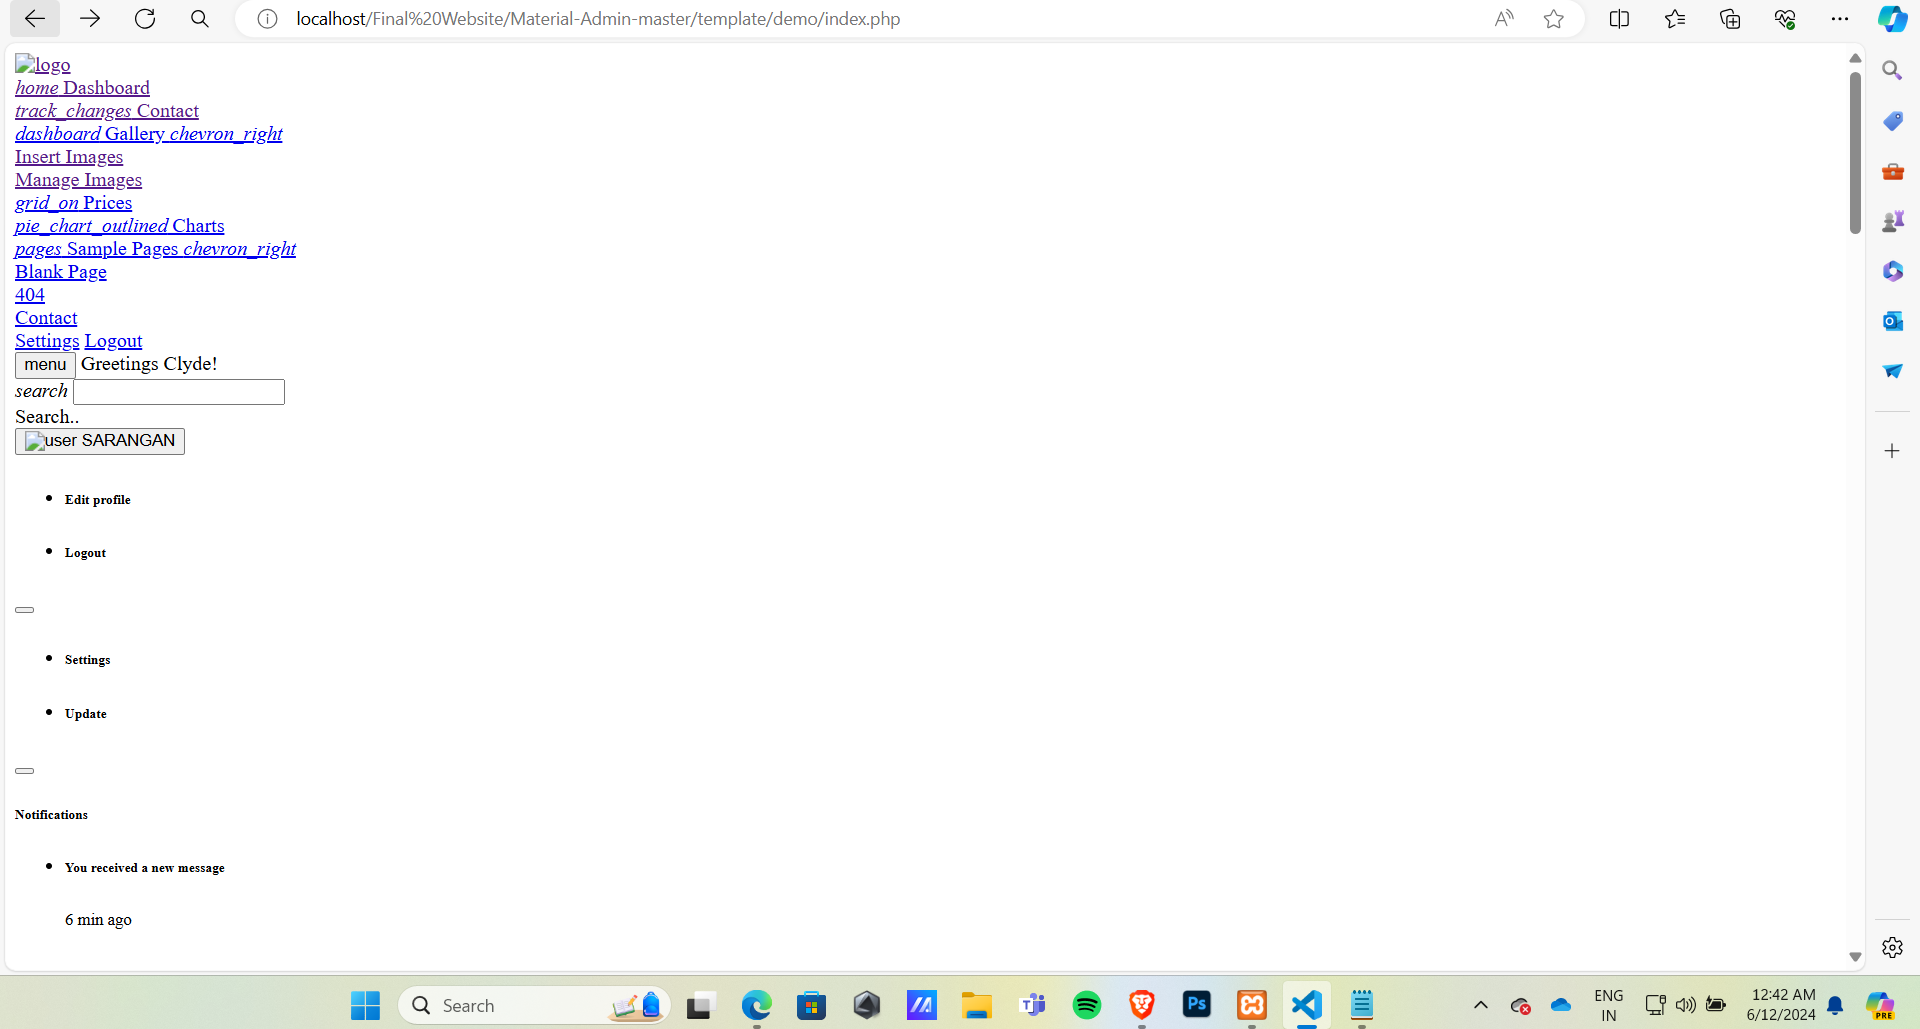 localhost/Final%20Website/Material-Admin-master/template/demo/index.php
logo
home Dashboard
track_changes Contact
dashboard Gallery chevron_right
Insert Images
Manage Images
grid_on Prices
pie_chart_outlined Charts
pages Sample Pages chevron_right
Blank Page
404
Contact
Settings Logout
menu Greetings Clyde!
search
Search..
user SARANGAN
Edit profile
Logout
Settings
Update
Notifications
You received a new message
6 min ago
Search
Ps
ENG
IN
12:42 AM
6/12/2024
PRE